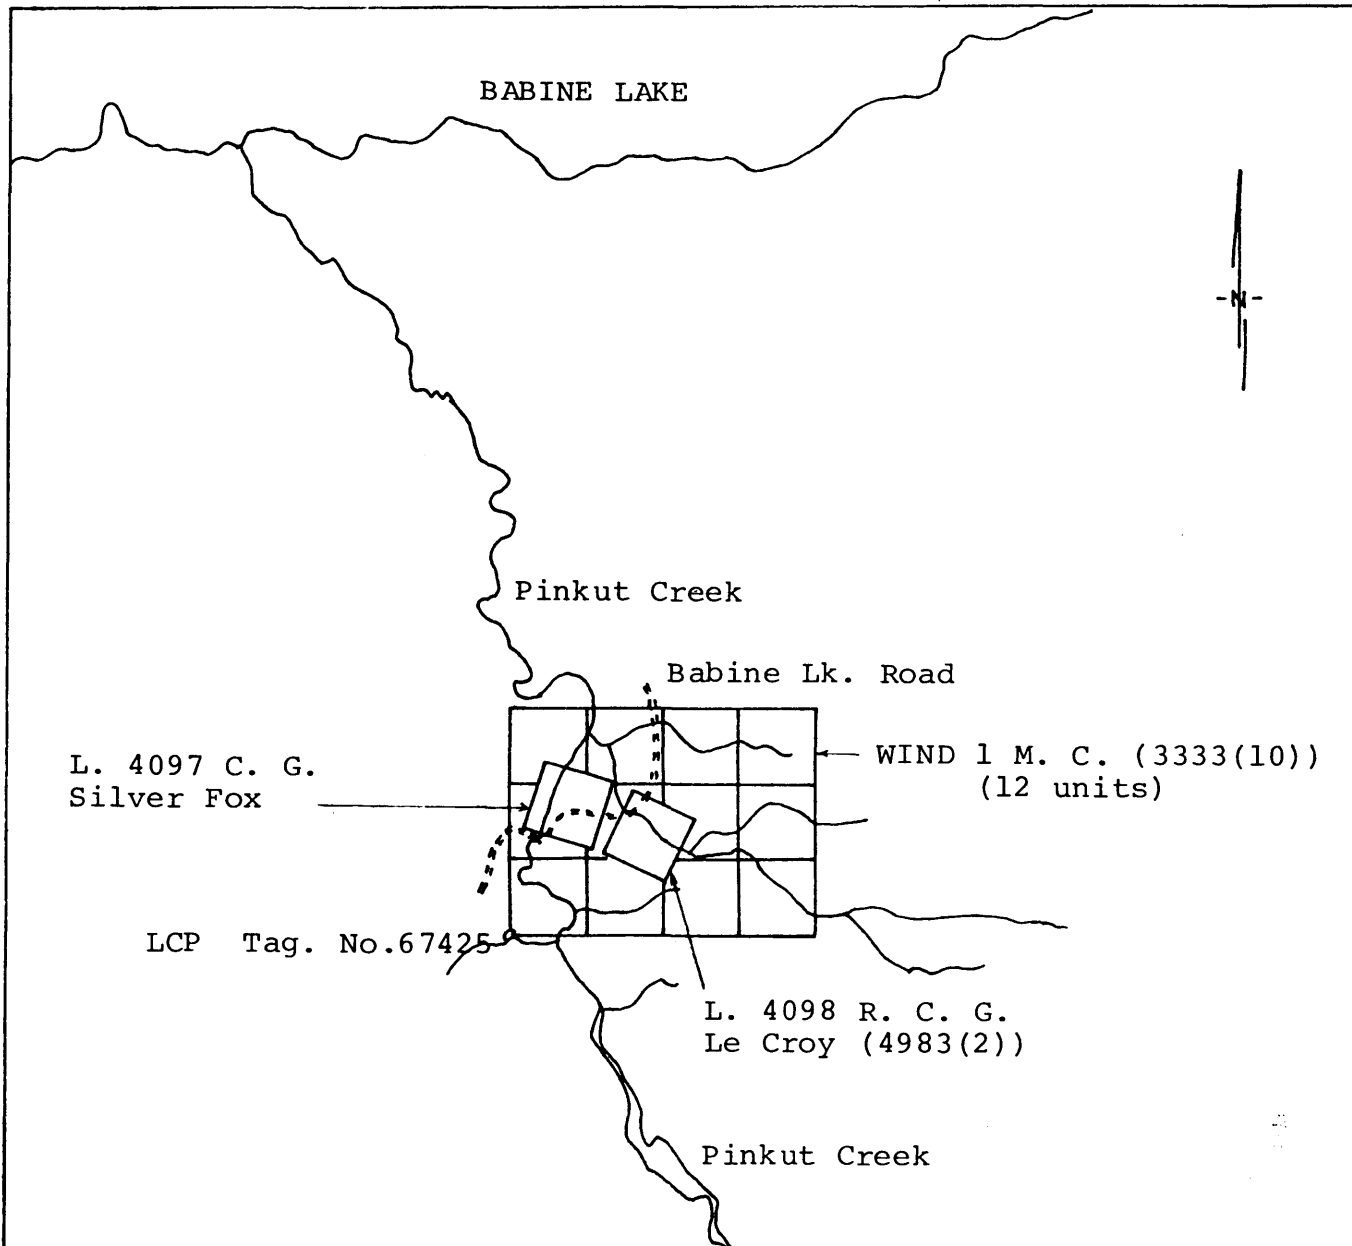 BABINE LAKE
-N-
Pinkut Creek
Babine Lk. Road
WIND 1 M. C. (3333(10))
(12 units)
L. 4097 C. G.
Silver Fox
LCP Tag. No.67425
L. 4098 R. C. G.
Le Croy (4983(2))
Pinkut Creek